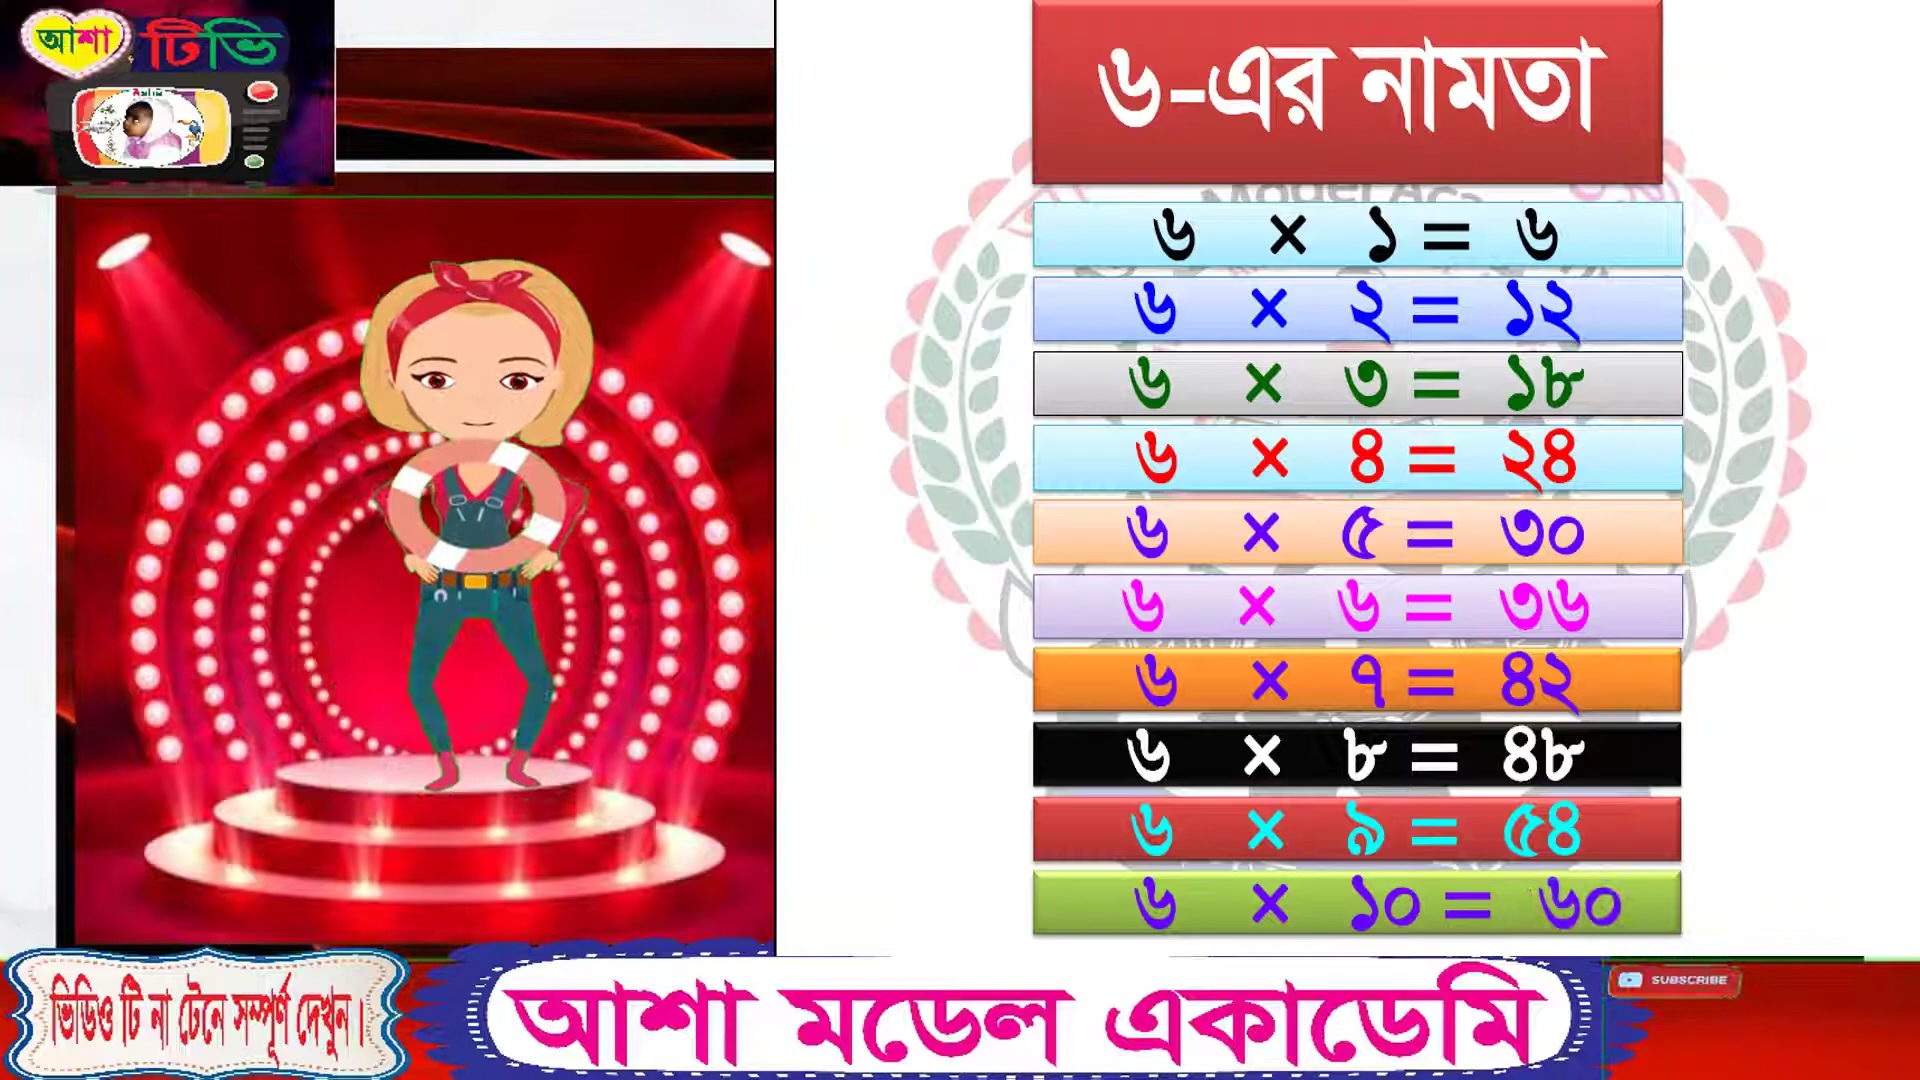 আশা টিভি
৬-এর নামতা
৬ × ১ = ৬
৬ × ২ = ১২
৬ × ৩ = ১৮
৬ × ৪ = ২৪
৬ × ৫ = ৩০
৬ × ৬ = ৩৬
৬ × ৭ = ৪২
৬ × ৮ = ৪৮
৬ × ৯ = ৫৪
৬ × ১০ = ৬০
ভিডিও টি না টেনে সম্পূর্ণ দেখুন।
আশা মডেল একাডেমি
SUBSCRIBE